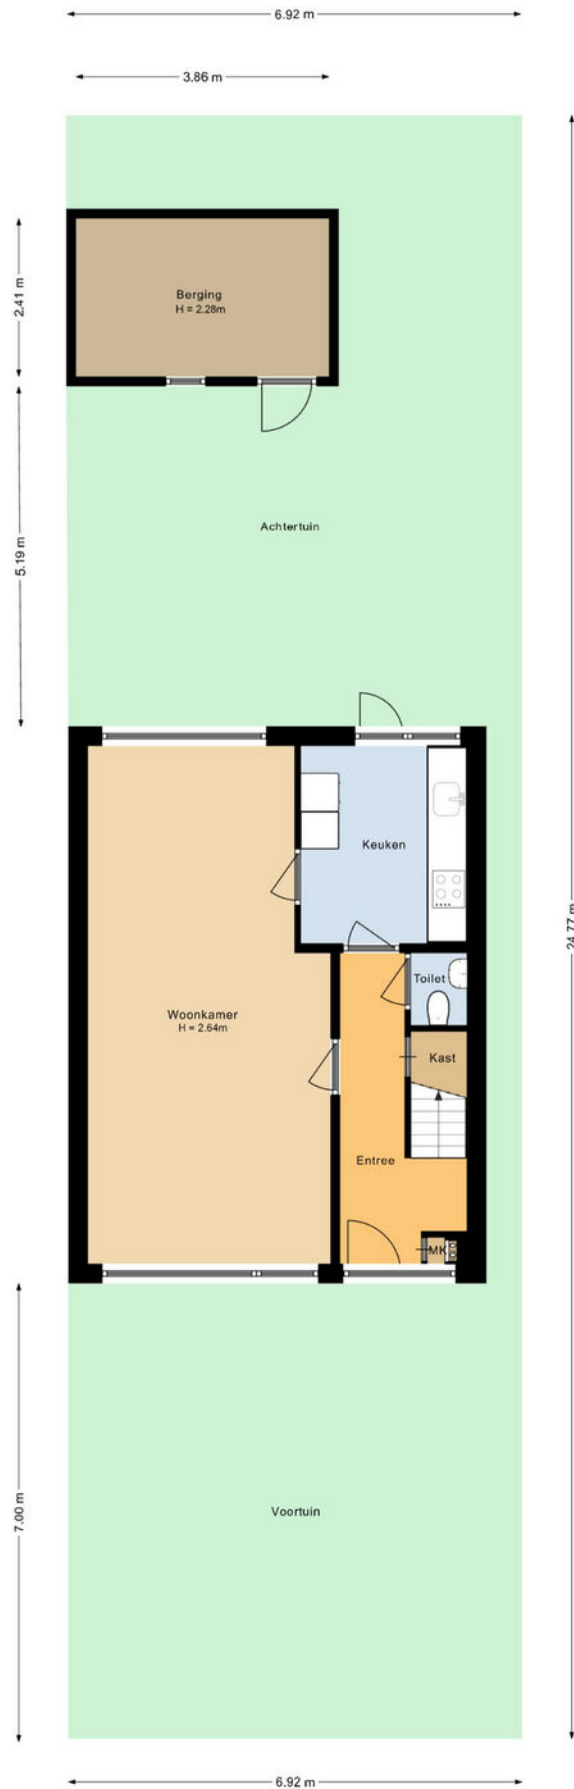 6.92 m
3.86 m
2.41 m
Berging
H = 2.28m
5.19 m
Achtertuin
Keuken
24.77 m
Toilet
Woonkamer
H = 2.64m
Kast
Entree
MK
7.00 m
Voortuin
6.92 m